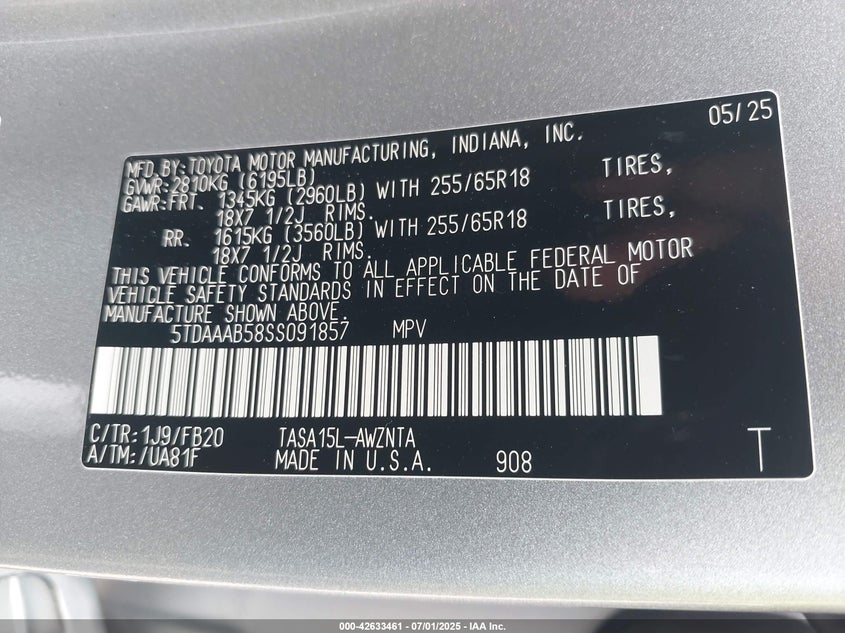 05/25
MFD.BY:TOYOTA MOTOR MANUFACTURING, INDIANA, INC.
GVWR:2810KG (6195LB)
GAWR:FRT. 1345KG (2960LB) WITH 255/65R18 TIRES,
18X7 1/2J RIMS.
RR. 1615KG (3560LB) WITH 255/65R18 TIRES,
18X7 1/2J RIMS.
THIS VEHICLE CONFORMS TO ALL APPLICABLE FEDERAL MOTOR
VEHICLE SAFETY STANDARDS IN EFFECT ON THE DATE OF
MANUFACTURE SHOWN ABOVE.
5TDAAAB58SS091857 MPV
C/TR:1J9/FB20 TASA15L-AWZNTA
A/TM:/UA81F MADE IN U.S.A. 908 T
000-42633461 | 07/01/2025 | IAA Inc.